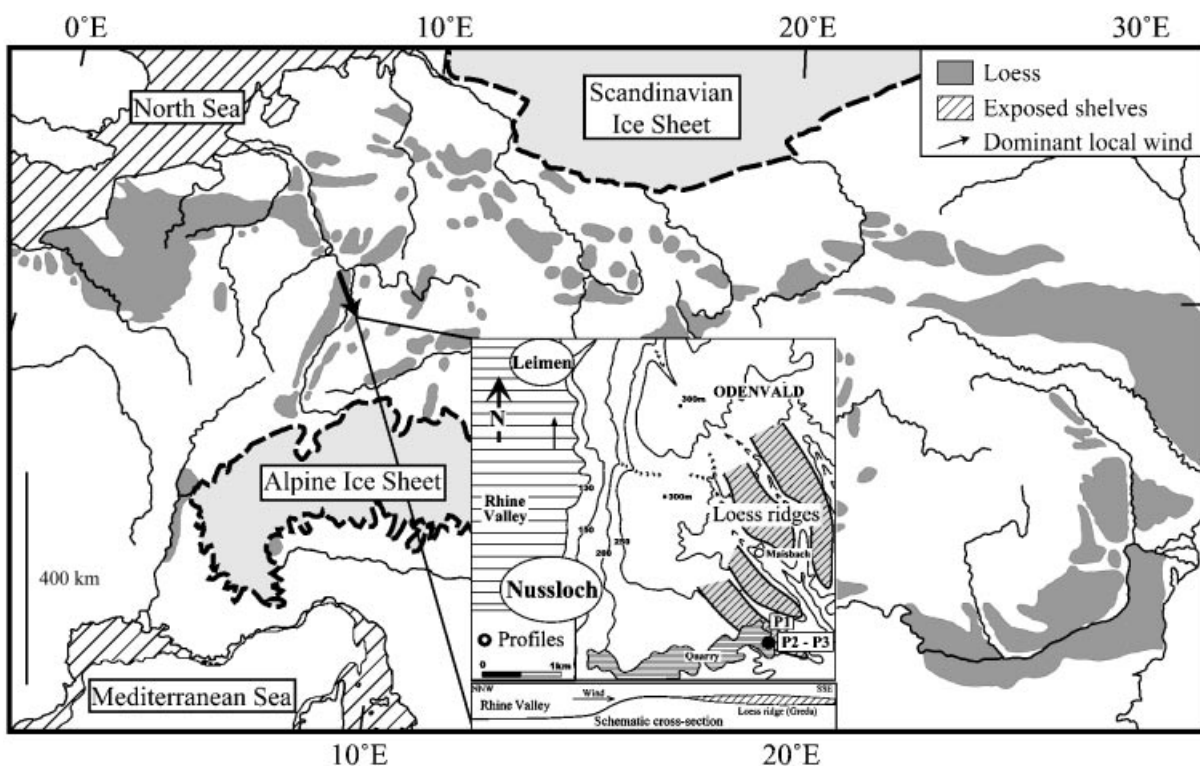 0°E
10°E
20°E
30°E
North Sea
Scandinavian
Ice Sheet
Loess
Exposed shelves
Dominant local wind
Alpine Ice Sheet
400 km
Mediterranean Sea
Leimen
N
ODENVALD
300m
300m
Rhine
Valley
130
150
200
250
Loess ridges
Maisbach
Nussloch
P1
P2 - P3
Profiles
Quarry
0
1km
NNW
SSE
Wind
Rhine Valley
Loess ridge (Greda)
Schematic cross-section
10°E
20°E